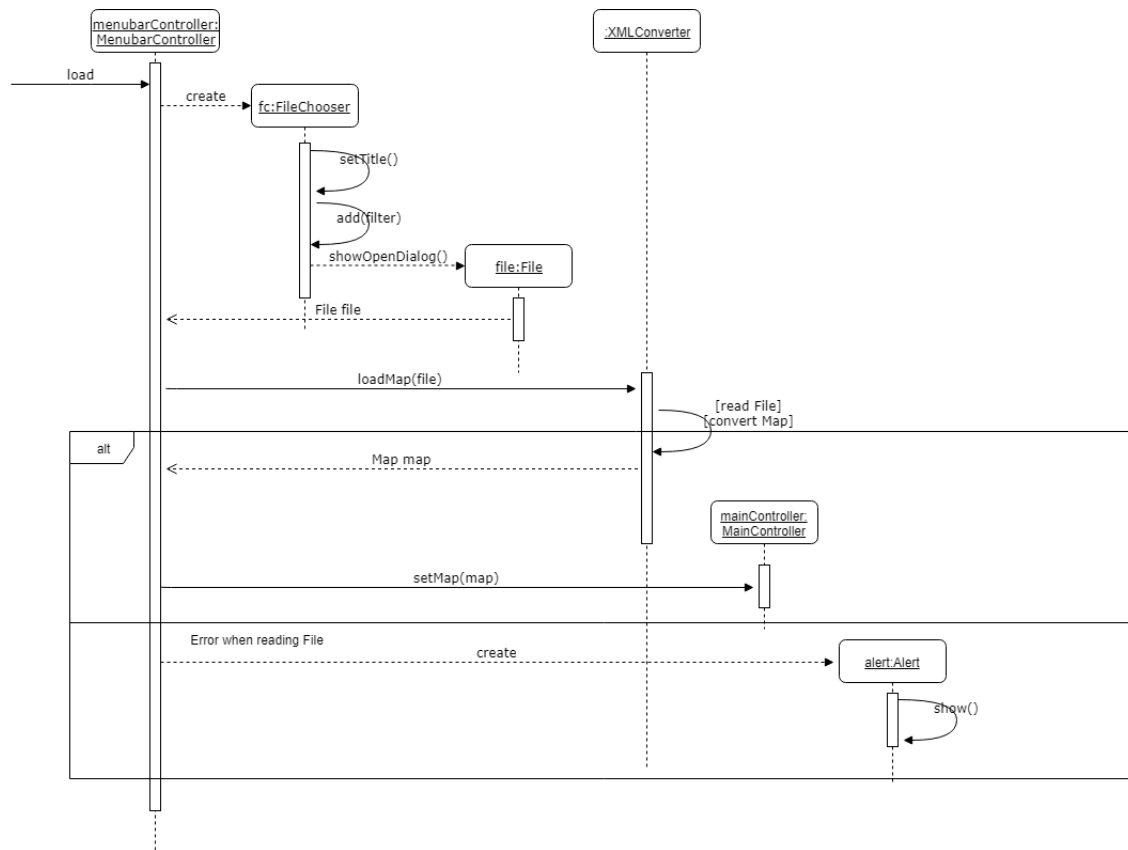 menubarController:
MenubarController
:XMLConverter
load
create
fc:FileChooser
setTitle()
add(filter)
showOpenDialog()
file:File
File file
loadMap(file)
[read File]
[convert Map]
alt
Map map
mainController:
MainController
setMap(map)
Error when reading File
create
alert:Alert
show()